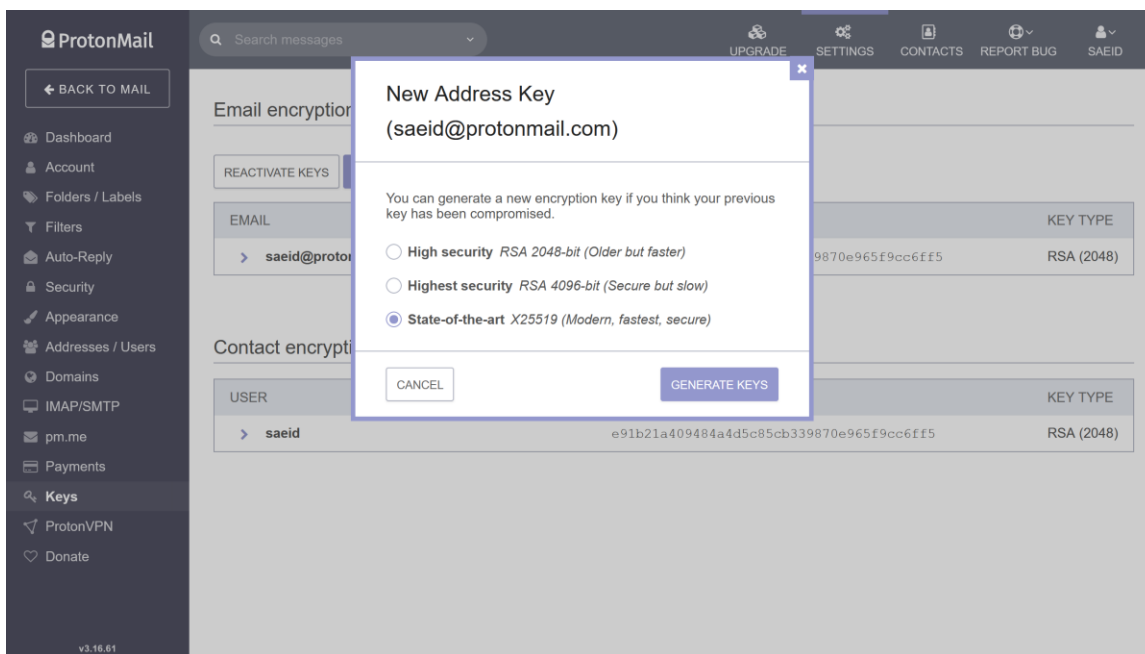 ProtonMail
Search messages
UPGRADE
SETTINGS
CONTACTS
REPORT BUG
SAEID
BACK TO MAIL
Dashboard
Account
Folders / Labels
Filters
Auto-Reply
Security
Appearance
Addresses / Users
Domains
IMAP/SMTP
pm.me
Payments
Keys
ProtonVPN
Donate
v3.16.61
Email encryption
REACTIVATE KEYS
EMAIL
KEY TYPE
saeid@proto
9870e965f9cc6ff5
RSA (2048)
New Address Key
(saeid@protonmail.com)
You can generate a new encryption key if you think your previous
key has been compromised.
High security RSA 2048-bit (Older but faster)
Highest security RSA 4096-bit (Secure but slow)
State-of-the-art X25519 (Modern, fastest, secure)
CANCEL
GENERATE KEYS
Contact encrypti
USER
KEY TYPE
saeid
e91b21a409484a4d5c85cb339870e965f9cc6ff5
RSA (2048)